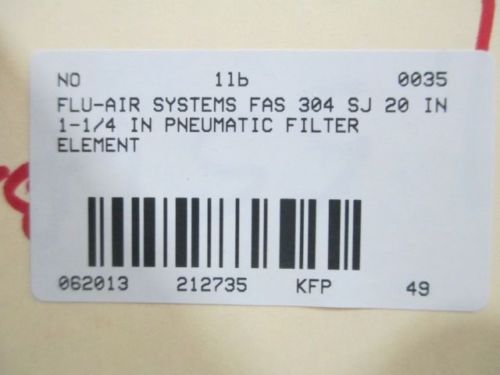 NO 1lb 0035
FLU-AIR SYSTEMS FAS 304 SJ 20 IN
1-1/4 IN PNEUMATIC FILTER
ELEMENT
062013 212735 KFP 49